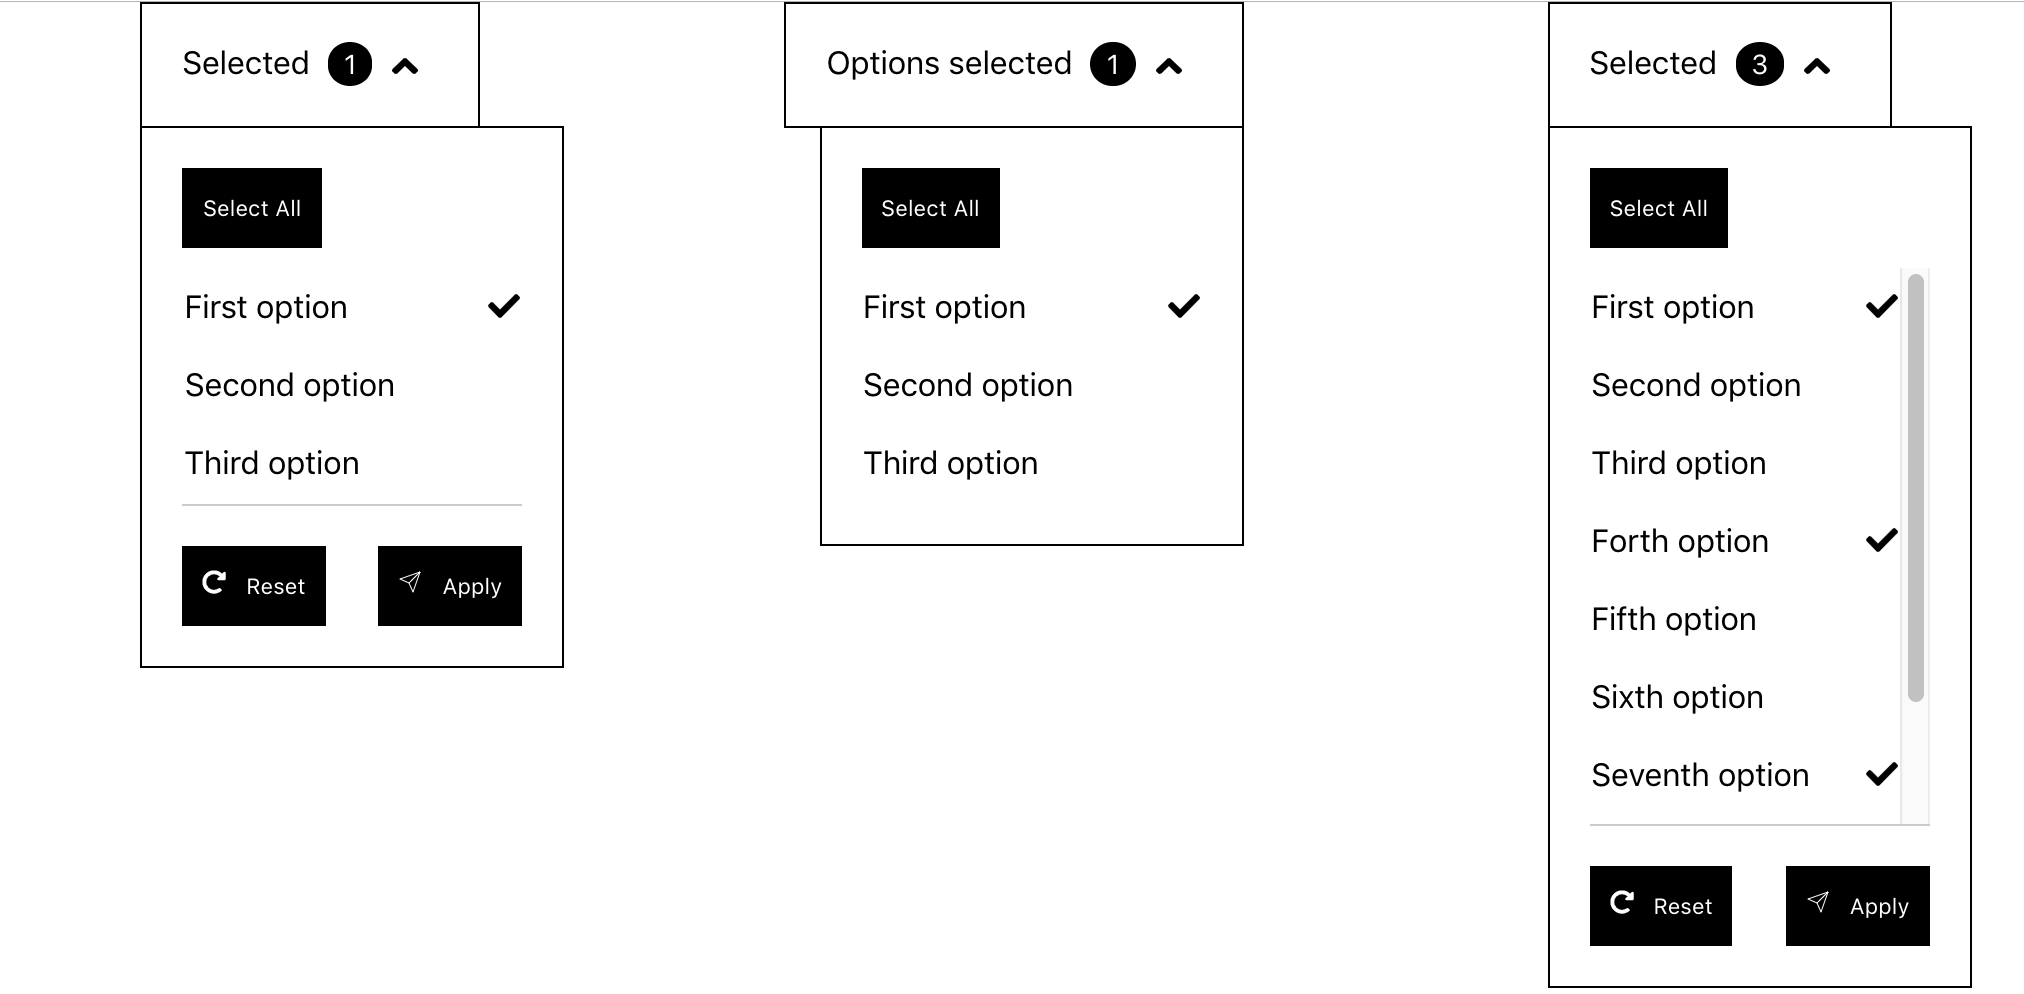 Selected 1
Select All
First option
Second option
Third option
Reset Apply
Options selected 1
Select All
First option
Second option
Third option
Selected 3
Select All
First option
Second option
Third option
Forth option
Fifth option
Sixth option
Seventh option
Reset Apply